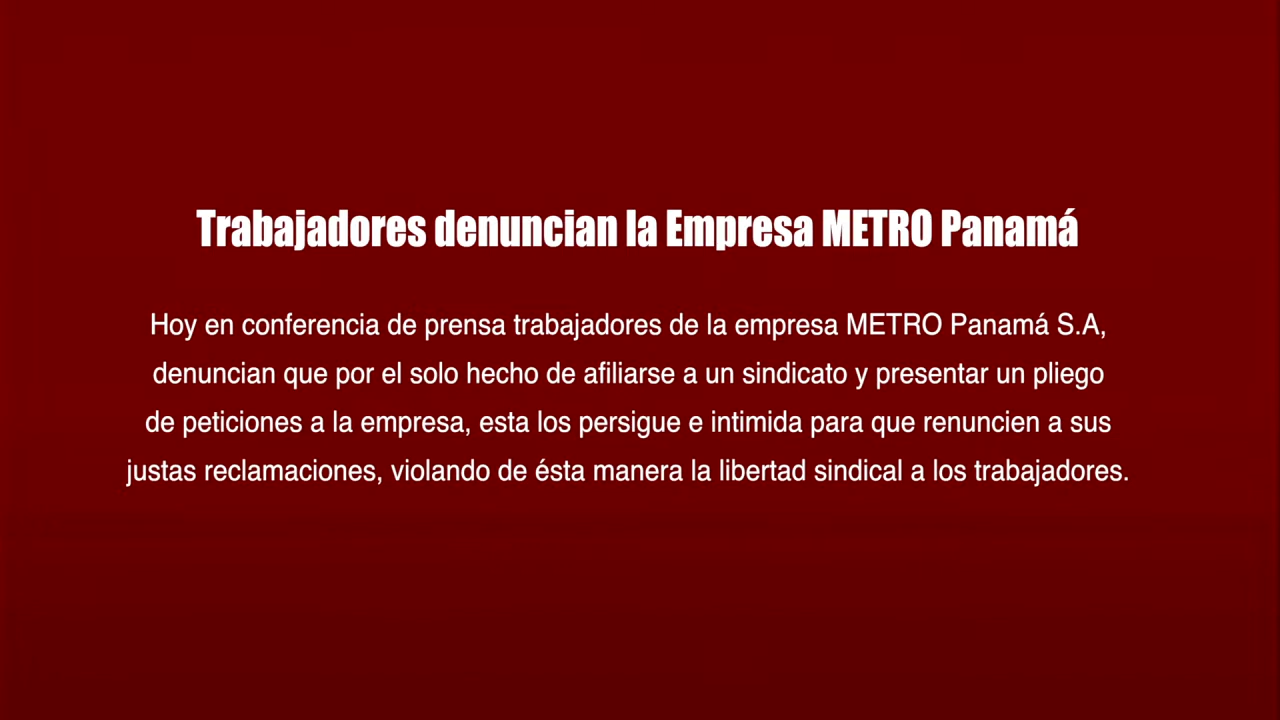 Trabajadores denuncian la Empresa METRO Panamá
Hoy en conferencia de prensa trabajadores de la empresa METRO Panamá S.A,
denuncian que por el solo hecho de afiliarse a un sindicato y presentar un pliego
de peticiones a la empresa, esta los persigue e intimida para que renuncien a sus
justas reclamaciones, violando de ésta manera la libertad sindical a los trabajadores.